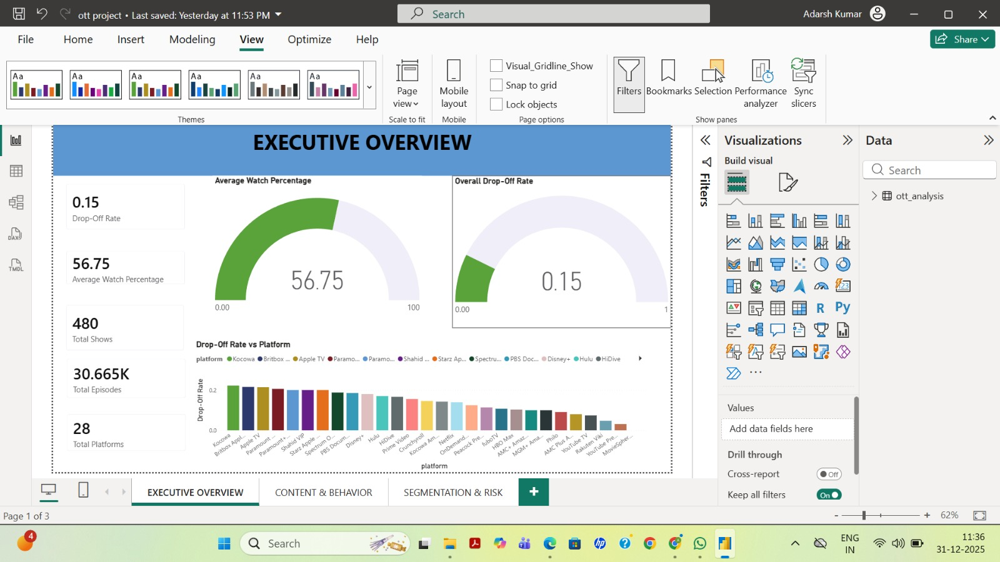 ott project • Last saved: Yesterday at 11:53 PM
Search
Adarsh Kumar
File Home Insert Modeling View Optimize Help
Share
Aa Aa Aa Aa Aa Aa
Themes
Page view
Scale to fit
Mobile layout
Mobile
Visual_Gridline_Show
Snap to grid
Lock objects
Page options
Filters
Bookmarks
Selection
Performance analyzer
Sync slicers
Show panes
DAX
TMDL
EXECUTIVE OVERVIEW
0.15
Drop-Off Rate
56.75
Average Watch Percentage
480
Total Shows
30.665K
Total Episodes
28
Total Platforms
Average Watch Percentage
56.75
0.00
100
Overall Drop-Off Rate
0.15
0.00
1
Drop-Off Rate vs Platform
platform Kocowa Britbox ... Apple TV Paramo... Paramo... Shahid ... Starz Ap... Spectru... PBS Doc... Disney+ Hulu HiDive
Drop-Off Rate
0.2
0.0
Kocowa
Britbox Appl...
Apple TV
Paramount ...
Paramount+...
Shahid VIP
Starz Apple...
Spectrum O...
PBS Docum...
Disney+
Hulu
HiDive
Prime Video
Crunchyroll
Kocowa Am...
Netflix
OnDemand...
Peacock Pre...
fuboTV
HBO Max
AMC+ Amaz...
MGM+ Ama...
Philo
AMC Plus A...
YouTube TV
Rakuten Viki
YouTube Pre...
MovieSpher...
platform
Filters
Visualizations
Build visual
123
R
Py
...
Values
Add data fields here
Drill through
Cross-report
Off
Keep all filters
On
Data
Search
ott_analysis
EXECUTIVE OVERVIEW
CONTENT & BEHAVIOR
SEGMENTATION & RISK
+
Page 1 of 3
- + 62%
4
Search
hp
ENG
IN
11:36
31-12-2025